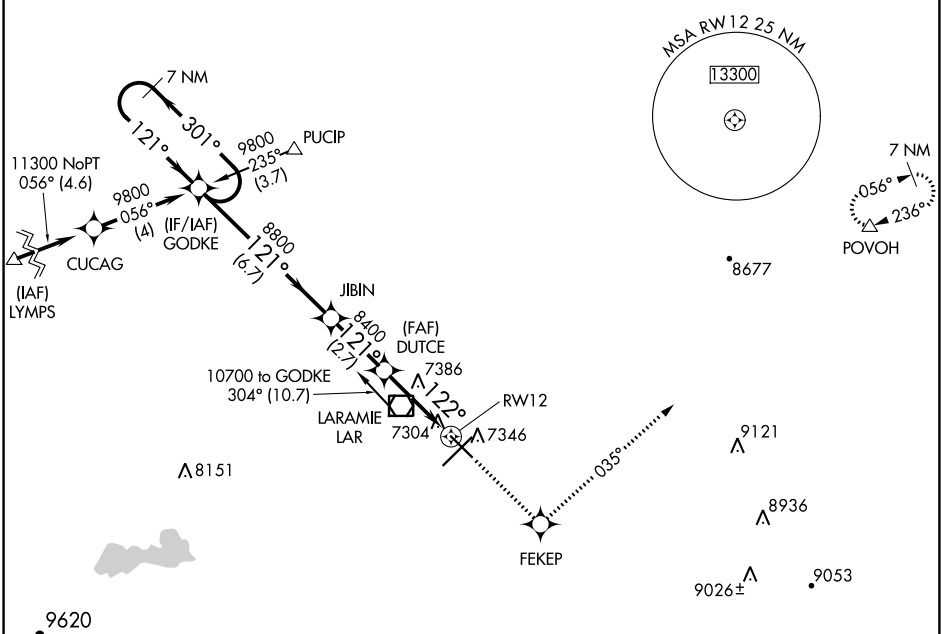 MSA RW12 25 NM
13300
7 NM
301°
121°
PUCIP
9800
235°
(3.7)
7 NM
056°
236°
POVOH
11300 NoPT
056° (4.6)
9800
056°
(4)
(IF/IAF)
GODKE
CUCAG
(IAF)
LYMPS
8800
121°
(6.7)
8677
JIBIN
8400
121°
(2.7)
(FAF)
DUTCE
7386
10700 to GODKE
304° (10.7)
122°
RW12
LARAMIE
LAR
7304
7346
9121
035°
8151
8936
FEKEP
9026±
9053
9620